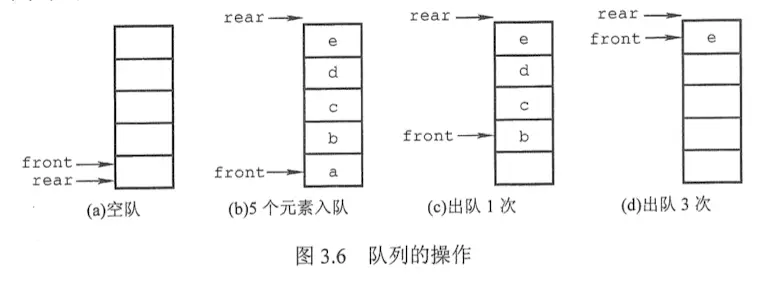 rear
front
e
d
c
b
a
front
rear
(a)空队
rear
front
(b)5 个元素入队
e
d
c
b
rear
front
(c)出队 1 次
e
(d)出队 3 次
图 3.6 队列的操作